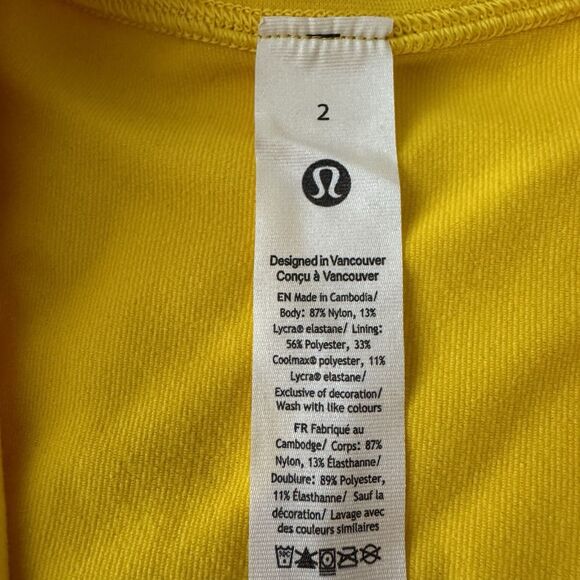 2
Designed in Vancouver
Conçu à Vancouver
EN Made in Cambodia/
Body: 87% Nylon, 13%
Lycra® elastane/ Lining:
56% Polyester, 33%
Coolmax® polyester, 11%
Lycra® elastane/
Exclusive of decoration/
Wash with like colours
FR Fabriqué au
Cambodge/ Corps: 87%
Nylon, 13% Élasthanne/
Doublure: 89% Polyester,
11% Élasthanne/ Sauf la
décoration/ Lavage avec
des couleurs similaires